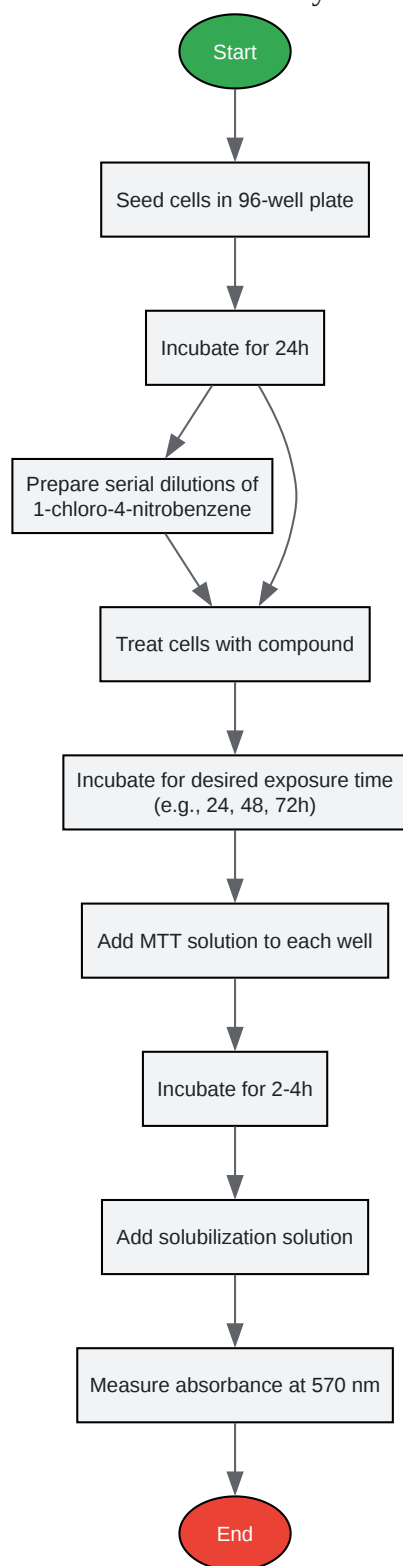 Start
Seed cells in 96-well plate
Incubate for 24h
Prepare serial dilutions of
1-chloro-4-nitrobenzene
Treat cells with compound
Incubate for desired exposure time
(e.g., 24, 48, 72h)
Add MTT solution to each well
Incubate for 2-4h
Add solubilization solution
Measure absorbance at 570 nm
End